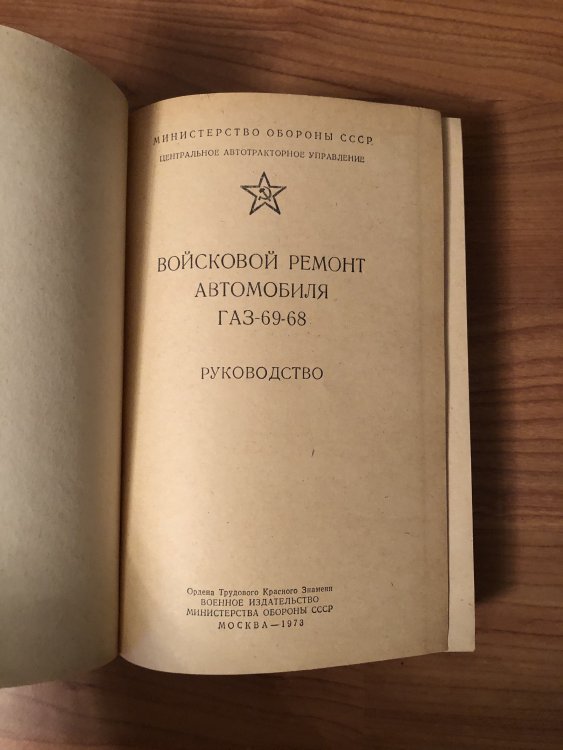 МИНИСТЕРСТВО ОБОРОНЫ СССР
ЦЕНТРАЛЬНОЕ АВТОТРАКТОРНОЕ УПРАВЛЕНИЕ
ВОЙСКОВОЙ РЕМОНТ
АВТОМОБИЛЯ
ГАЗ-69-68
РУКОВОДСТВО
Ордена Трудового Красного Знамени
ВОЕННОЕ ИЗДАТЕЛЬСТВО
МИНИСТЕРСТВА ОБОРОНЫ СССР
МОСКВА—1973